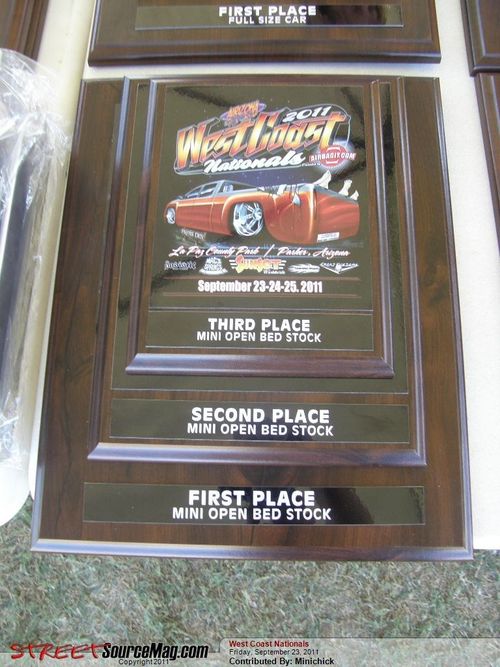 FIRST PLACE
FULL SIZE CAR
ARIZONA
2011
West Coast
Nationals
AIRBAGIT.COM
La Paz County Park / Parker, Arizona
SunSet
September 23-24-25, 2011
THIRD PLACE
MINI OPEN BED STOCK
SECOND PLACE
MINI OPEN BED STOCK
FIRST PLACE
MINI OPEN BED STOCK
STREETSourceMag.com
Copyright 2011
West Coast Nationals
Friday, September 23, 2011
Contributed By: Minichick